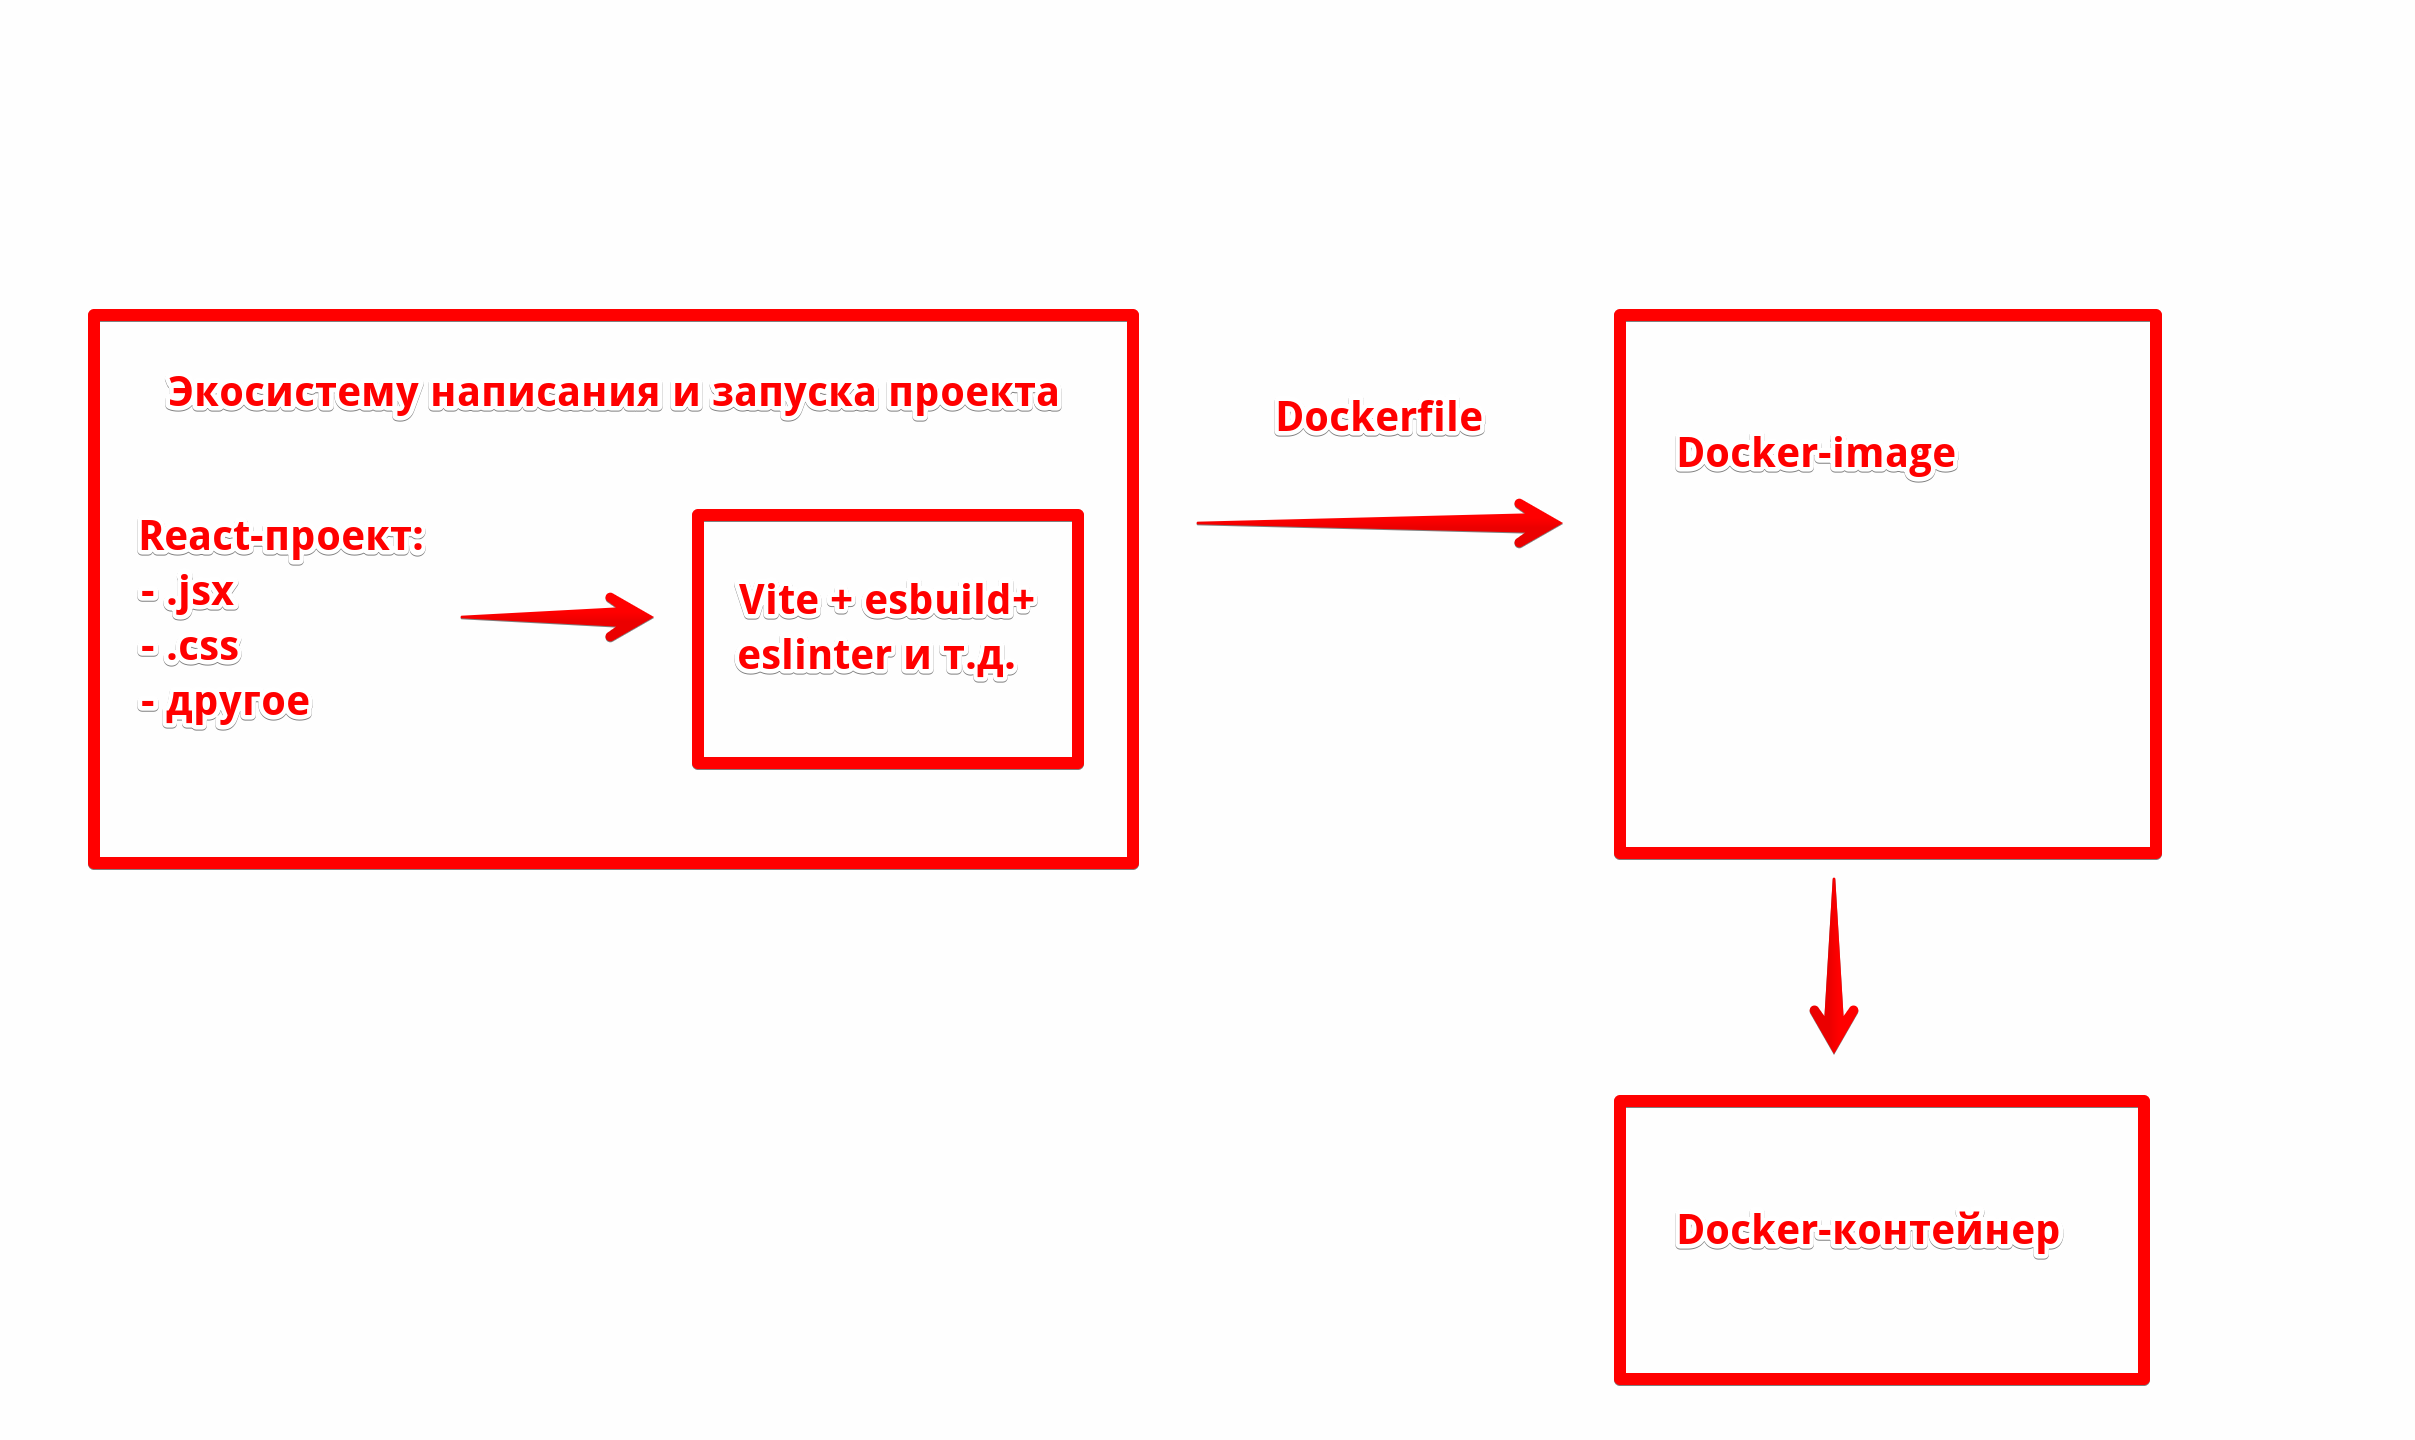 Экосистему написания и запуска проекта
React-проект:
- .jsx
- .css
- другое
Vite + esbuild+
eslinter и т.д.
Dockerfile
Docker-image
Docker-контейнер